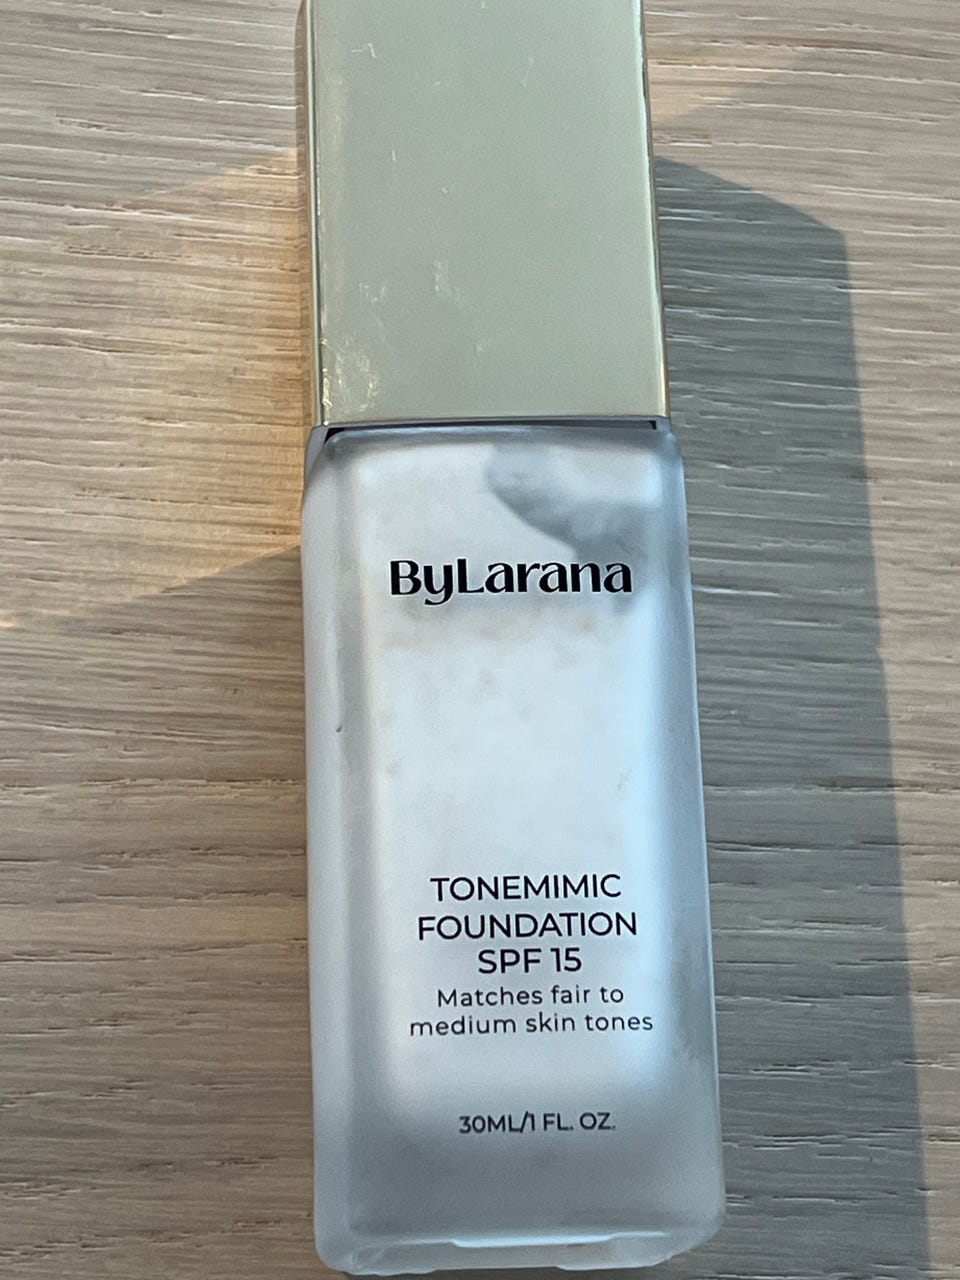 ByLarana
TONEMIMIC
FOUNDATION
SPF 15
Matches fair to
medium skin tones
30ML/1 FL. OZ.